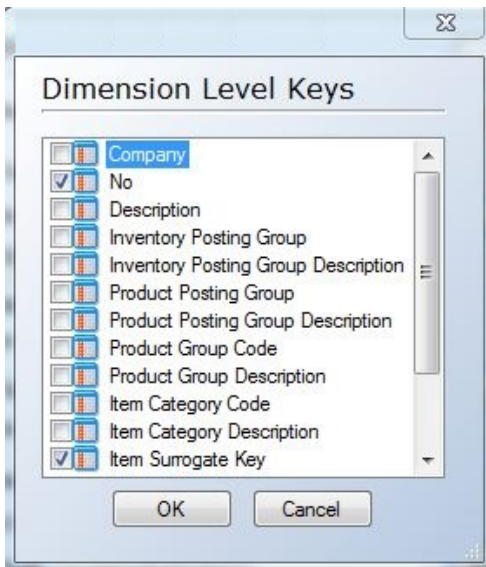 Dimension Level Keys
Company
No
Description
Inventory Posting Group
Inventory Posting Group Description
Product Posting Group
Product Posting Group Description
Product Group Code
Product Group Description
Item Category Code
Item Category Description
Item Surrogate Key
OK
Cancel